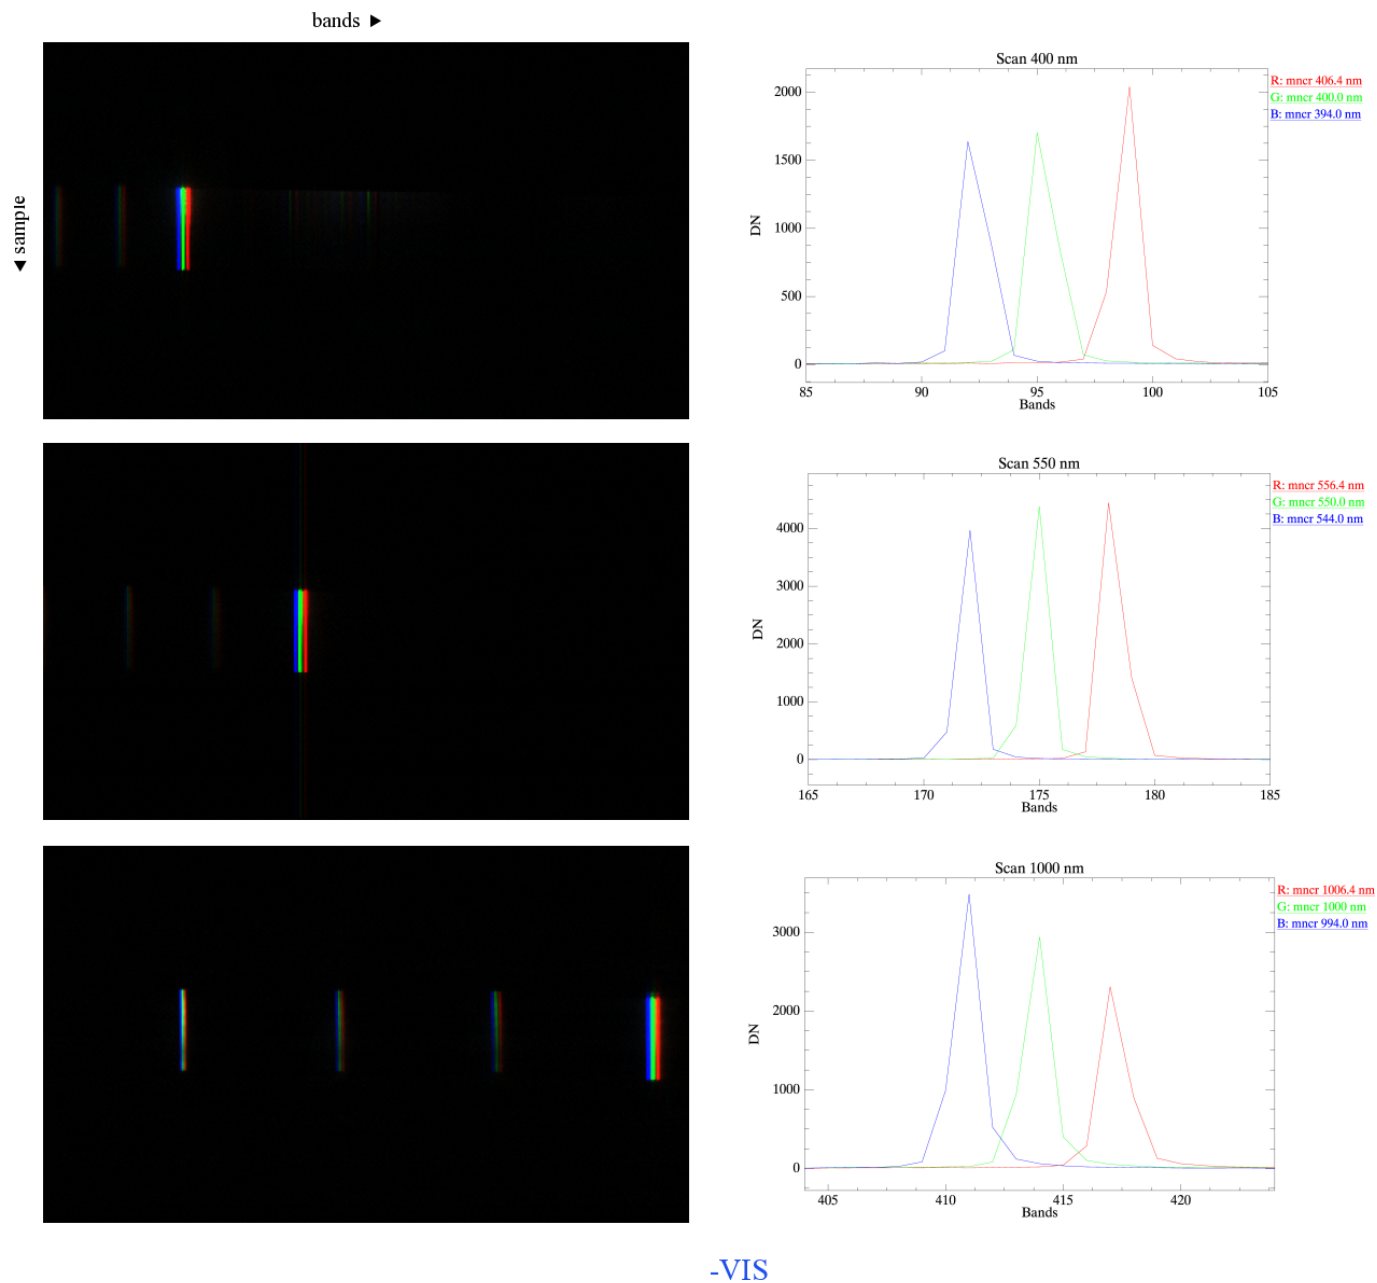 bands ►
◄ sample
Scan 400 nm
R: mncr 406.4 nm
G: mncr 400.0 nm
B: mncr 394.0 nm
2000
1500
1000
500
0
DN
85 90 95 100 105
Bands
Scan 550 nm
R: mncr 556.4 nm
G: mncr 550.0 nm
B: mncr 544.0 nm
4000
3000
2000
1000
0
DN
165 170 175 180 185
Bands
Scan 1000 nm
R: mncr 1006.4 nm
G: mncr 1000 nm
B: mncr 994.0 nm
3000
2000
1000
0
DN
405 410 415 420
Bands
-VIS